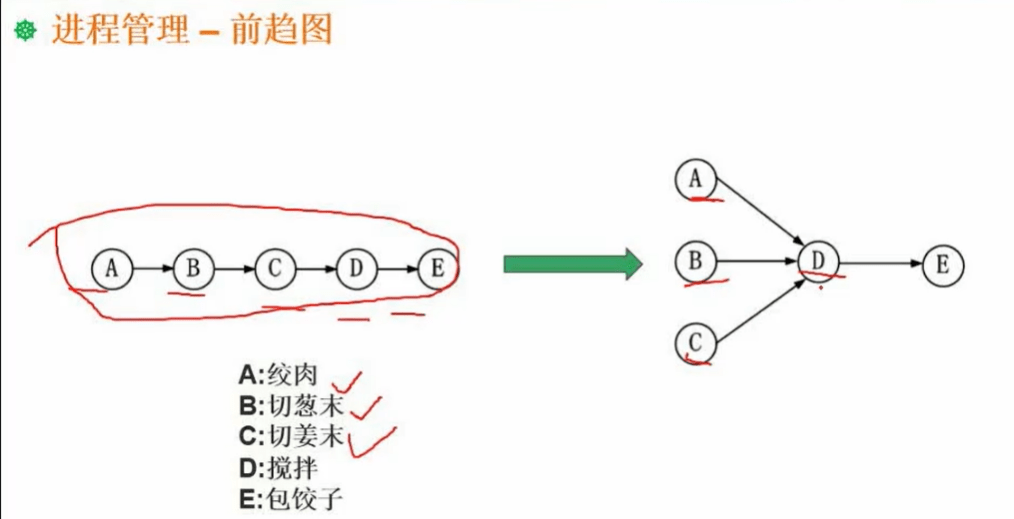 进程管理 – 前趋图
A B C D E
A
B D E
C
A:绞肉
B:切葱末
C:切姜末
D:搅拌
E:包饺子